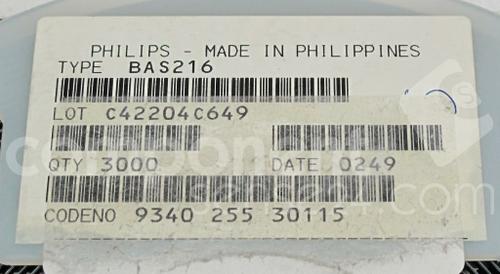 PHILIPS - MADE IN PHILIPPINES
TYPE BAS216
LOT C42204C649
QTY 3000 DATE 0249
CODENO 9340 255 30115